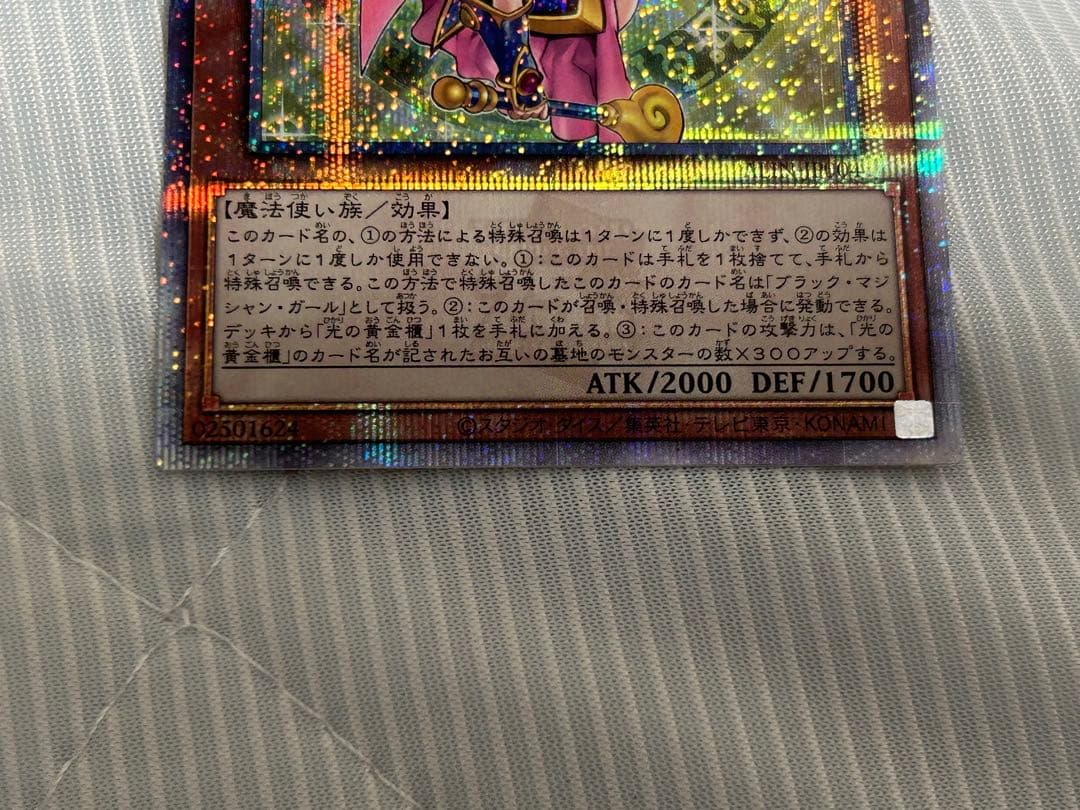 【魔法使い族／効果】
このカード名の、①の方法による特殊召喚は1ターンに1度しかできず、②の効果は
1ターンに1度しか使用できない。①：このカードは手札を1枚捨てて、手札から
特殊召喚できる。この方法で特殊召喚したこのカードのカード名は「ブラック・マジ
シャン・ガール」として扱う。②：このカードが召喚・特殊召喚した場合に発動できる。
デッキから「光の黄金櫃」1枚を手札に加える。③：このカードの攻撃力は、「光の
黄金櫃」のカード名が記されたお互いの墓地のモンスターの数×300アップする。
ATK/2000 DEF/1700
02501624
©スタジオ・ダイス／集英社・テレビ東京・KONAMI